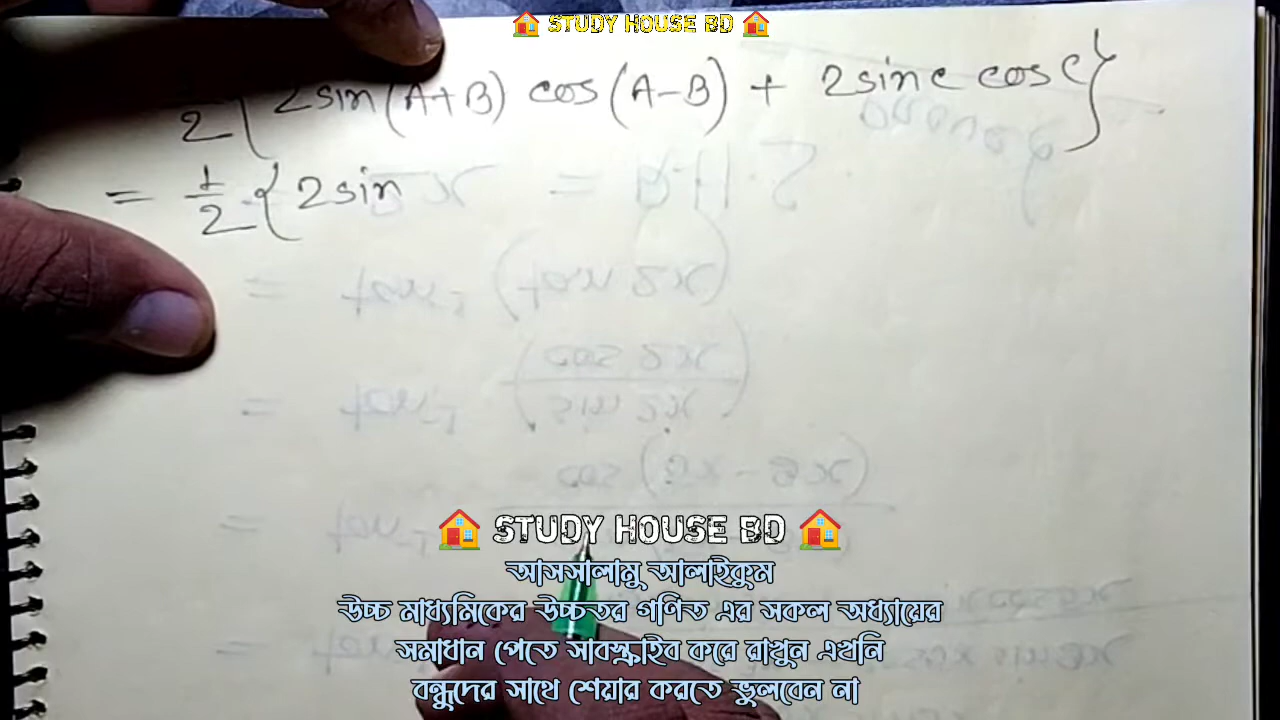 🏠 STUDY HOUSE BD 🏠
1/2 { 2sin(A+B) cos(A-B) + 2sinc cosc }
= 1/2 { 2sin
🏠 STUDY HOUSE BD 🏠
আসসালামু আলাইকুম
উচ্চ মাধ্যমিকের উচ্চতর গণিত এর সকল অধ্যায়ের
সমাধান পেতে সাবস্ক্রাইব করে রাখুন এখনি
বন্ধুদের সাথে শেয়ার করতে ভুলবেন না